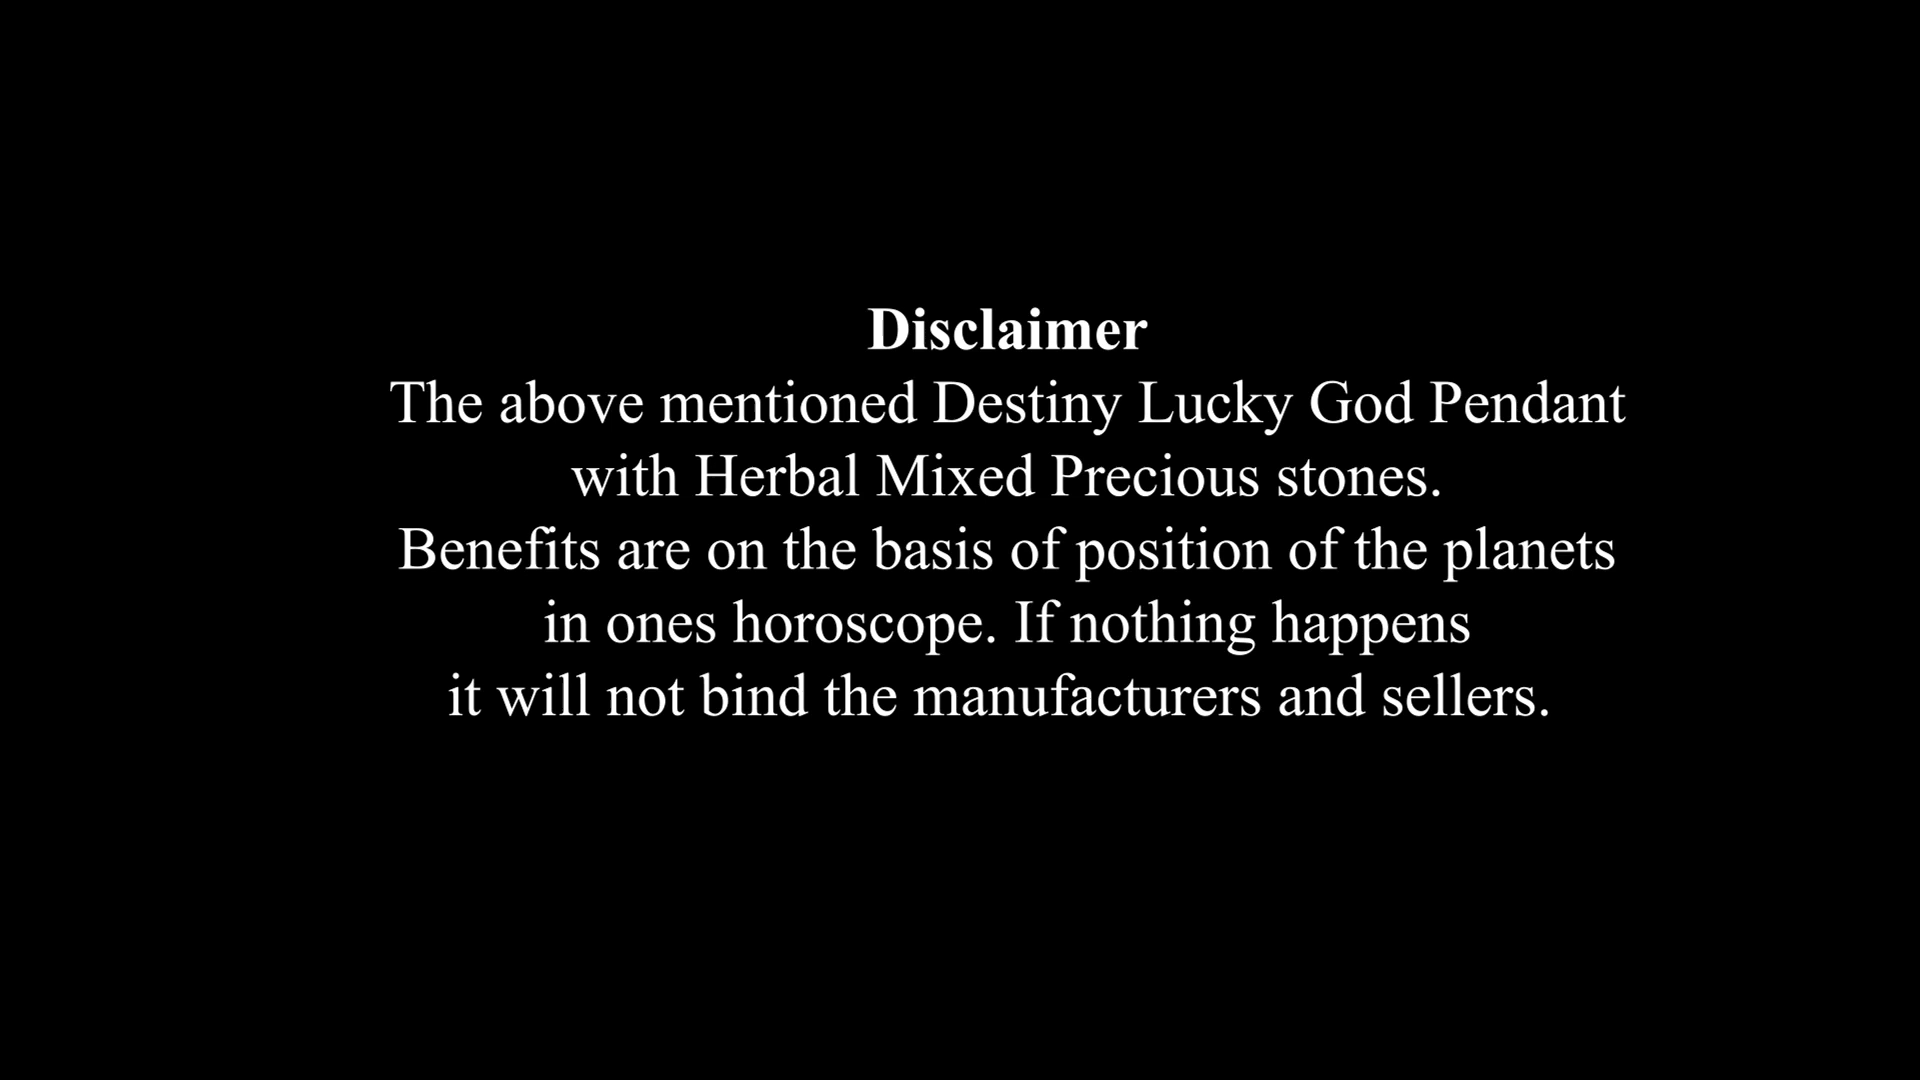 Disclaimer
The above mentioned Destiny Lucky God Pendant
with Herbal Mixed Precious stones.
Benefits are on the basis of position of the planets
in ones horoscope. If nothing happens
it will not bind the manufacturers and sellers.